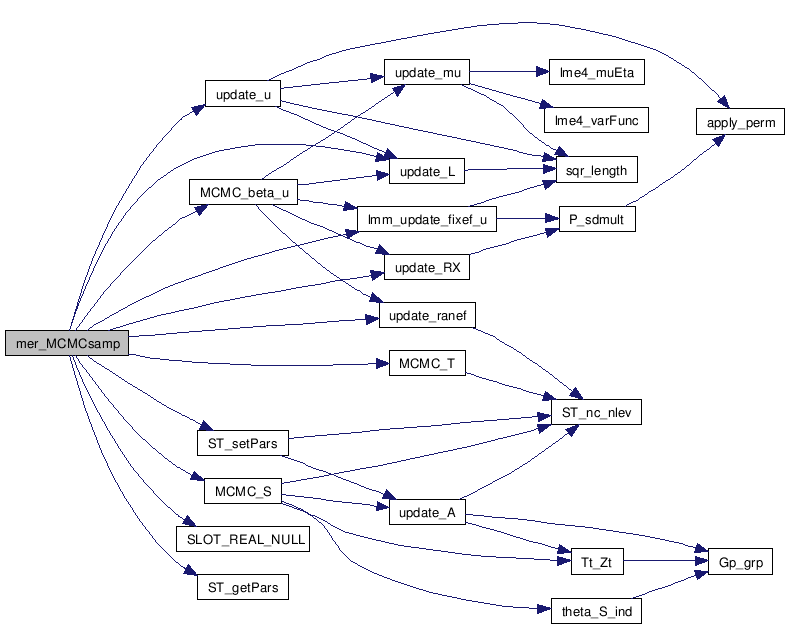 update_mu
lme4_muEta
update_u
lme4_varFunc
apply_perm
update_L
sqr_length
MCMC_beta_u
lmm_update_fixef_u
P_sdmult
update_RX
update_ranef
mer_MCMCsamp
MCMC_T
ST_nc_nlev
ST_setPars
MCMC_S
update_A
SLOT_REAL_NULL
Tt_Zt
Gp_grp
ST_getPars
theta_S_ind